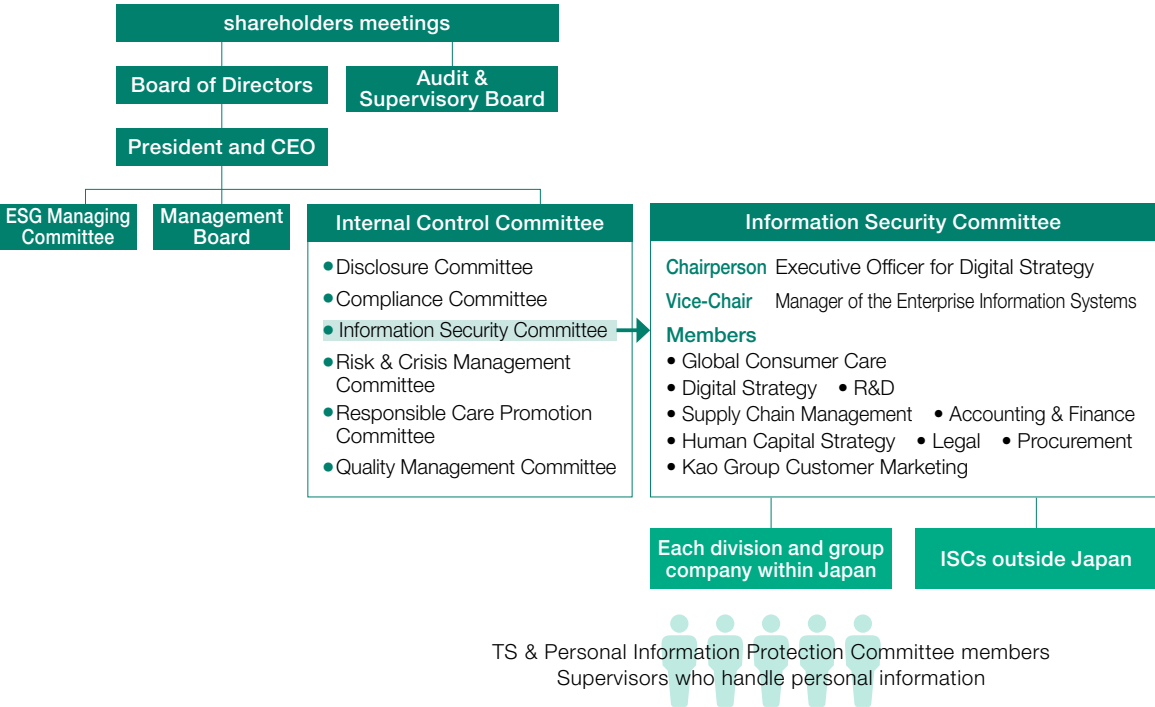 shareholders meetings
Board of Directors
Audit &
Supervisory Board
President and CEO
ESG Managing
Committee
Management
Board
Internal Control Committee
• Disclosure Committee
• Compliance Committee
• Information Security Committee
• Risk & Crisis Management
Committee
• Responsible Care Promotion
Committee
• Quality Management Committee
Information Security Committee
Chairperson Executive Officer for Digital Strategy
Vice-Chair Manager of the Enterprise Information Systems
Members
• Global Consumer Care
• Digital Strategy • R&D
• Supply Chain Management • Accounting & Finance
• Human Capital Strategy • Legal • Procurement
• Kao Group Customer Marketing
Each division and group
company within Japan
ISCs outside Japan
TS & Personal Information Protection Committee members
Supervisors who handle personal information